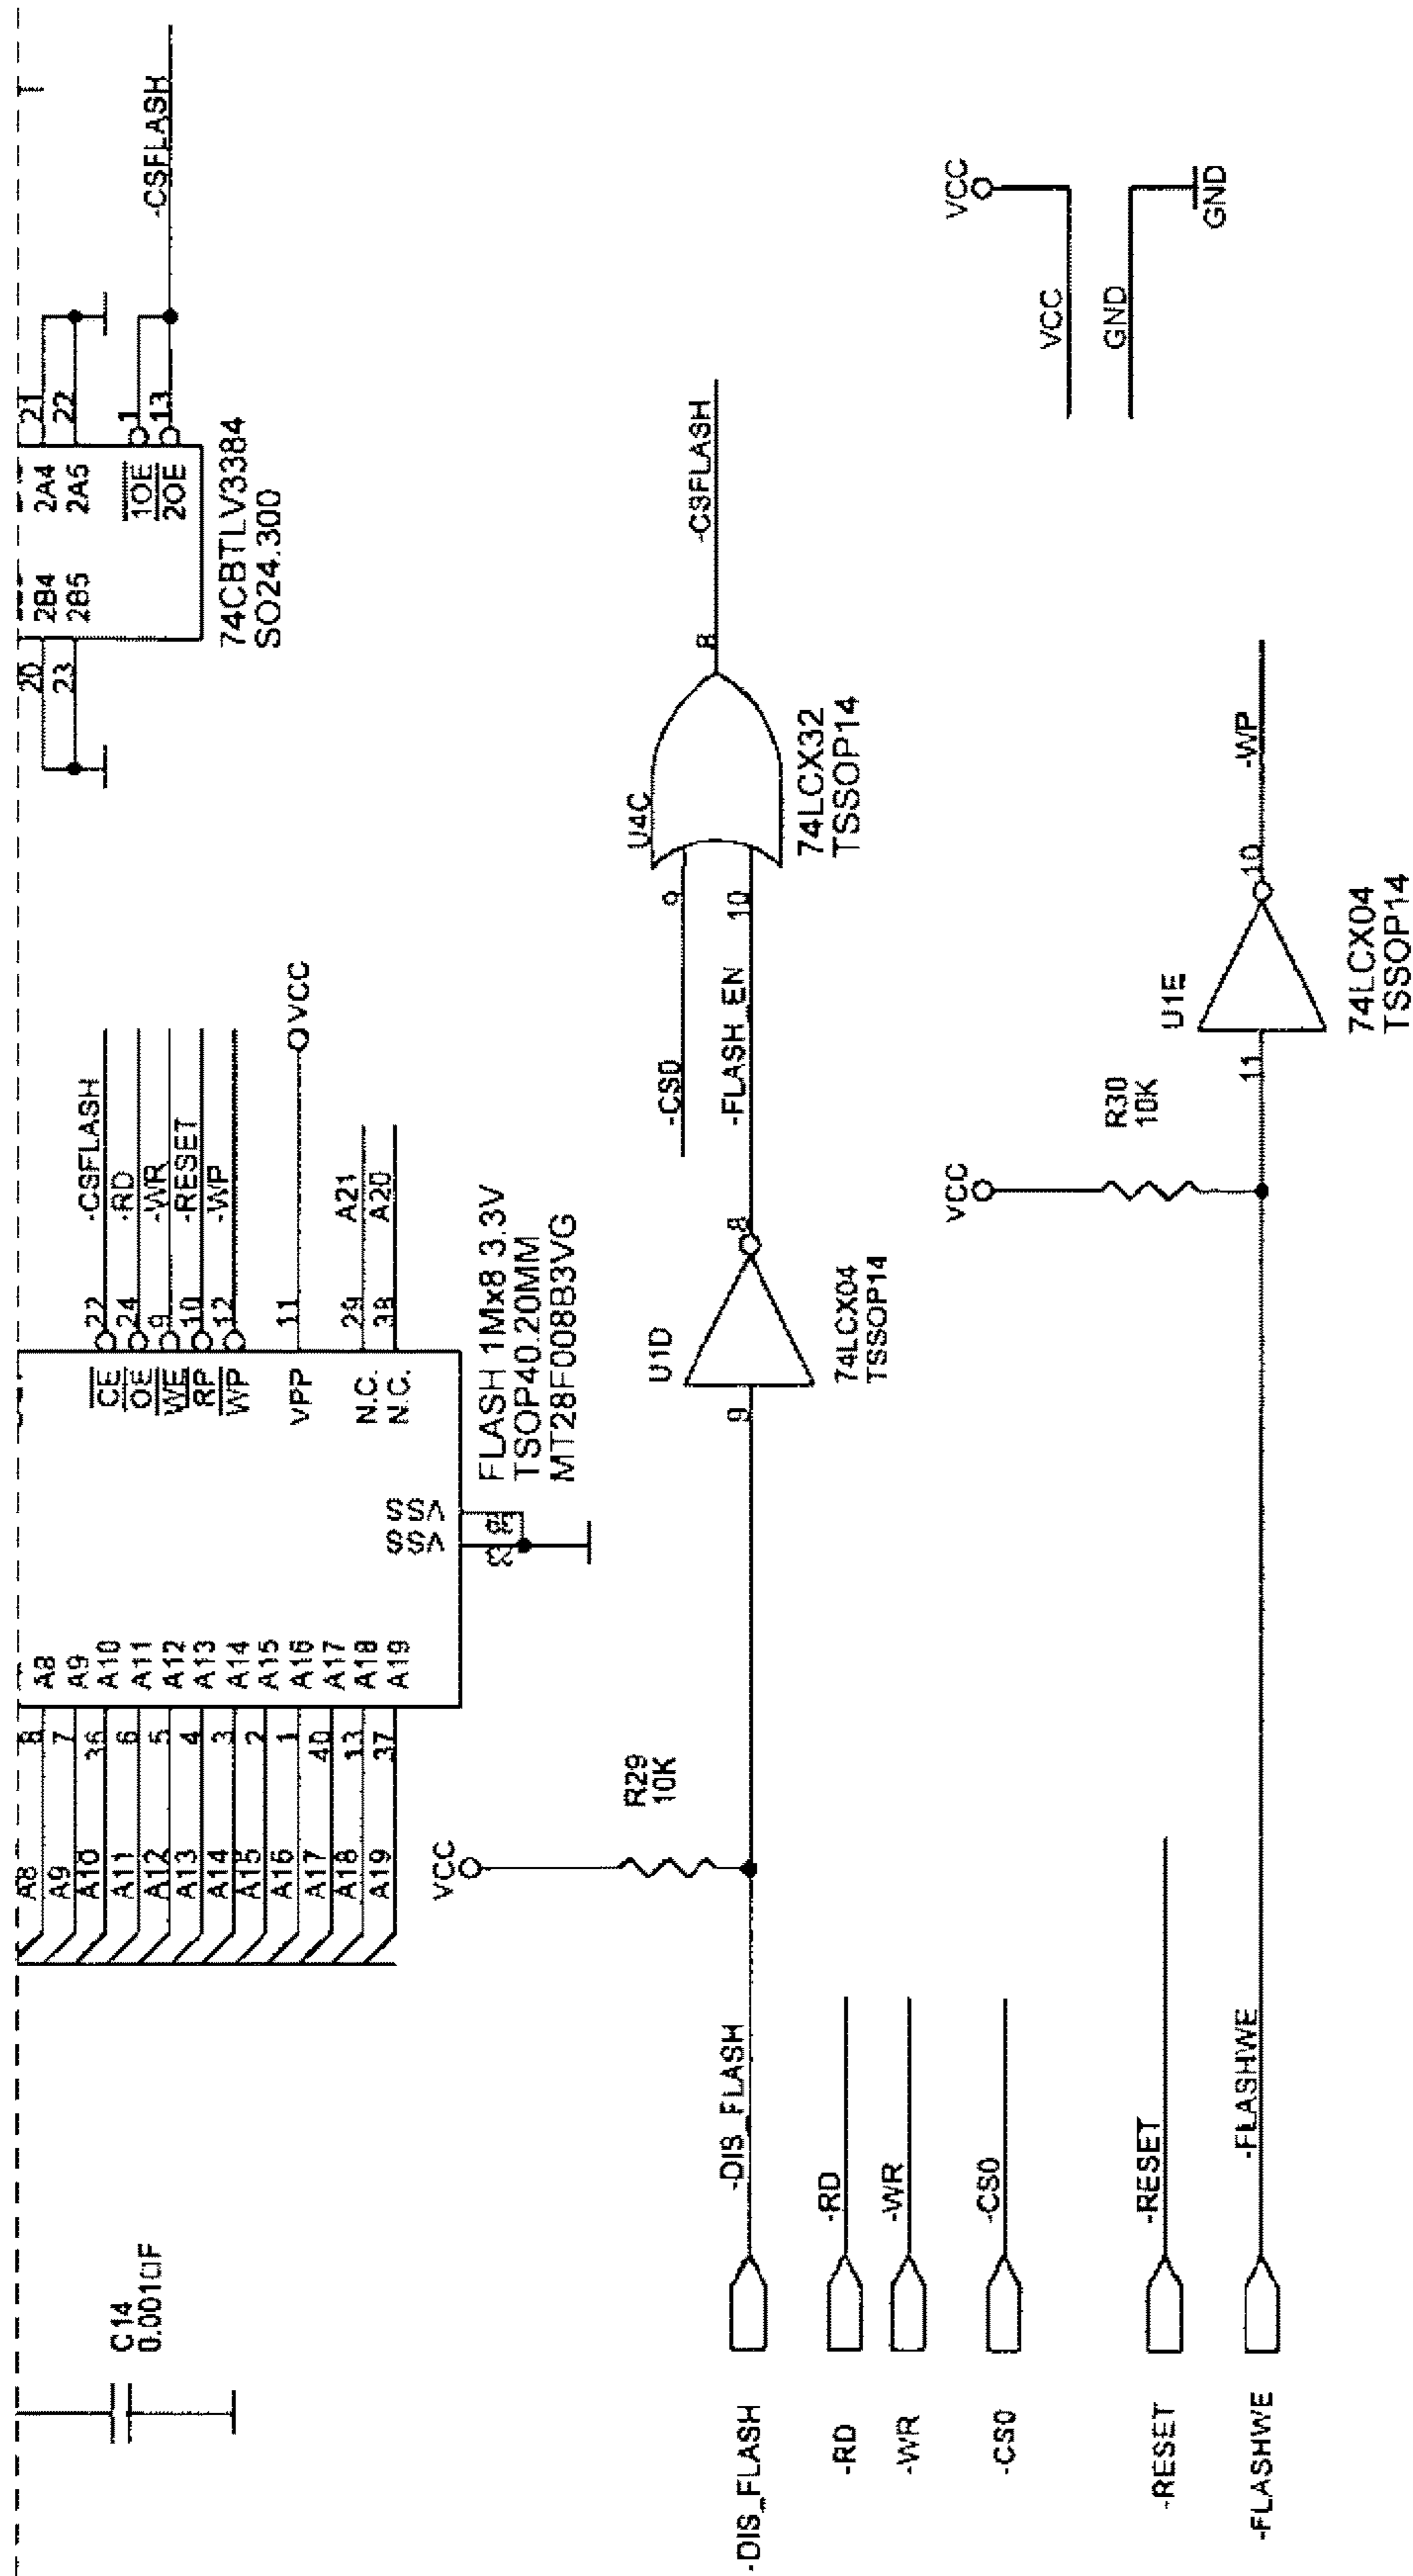 C14
0.001uF
A8
A9
A10
A11
A12
A13
A14
A15
A16
A17
A18
A19
8
7
36
6
5
4
3
2
1
40
13
37
A8
A9
A10
A11
A12
A13
A14
A15
A16
A17
A18
A19
VSS
VSS
23
CE
OE
WE
RP
WP
VPP
N.C.
N.C.
22
24
9
10
12
11
29
38
-CSFLASH
-RD
-WR
-RESET
-WP
VCC
A21
A20
FLASH 1Mx8 3.3V
TSOP40.20MM
MT28F008B3VG
20
23
2B4
2B5
2A4
2A5
1OE
2OE
21
22
1
13
-CSFLASH
74CBTLV3384
SO24.300
VCC
R29
10K
-DIS_FLASH
-DIS_FLASH
9
U1D
8
74LCX04
TSSOP14
-FLASH_EN
-CS0
9
10
U4C
8
74LCX32
TSSOP14
-CSFLASH
-RD
-RD
-WR
-WR
-CS0
-CS0
VCC
VCC
GND
GND
-RESET
-RESET
-FLASHWE
-FLASHWE
VCC
R30
10K
11
U1E
10
-WP
74LCX04
TSSOP14